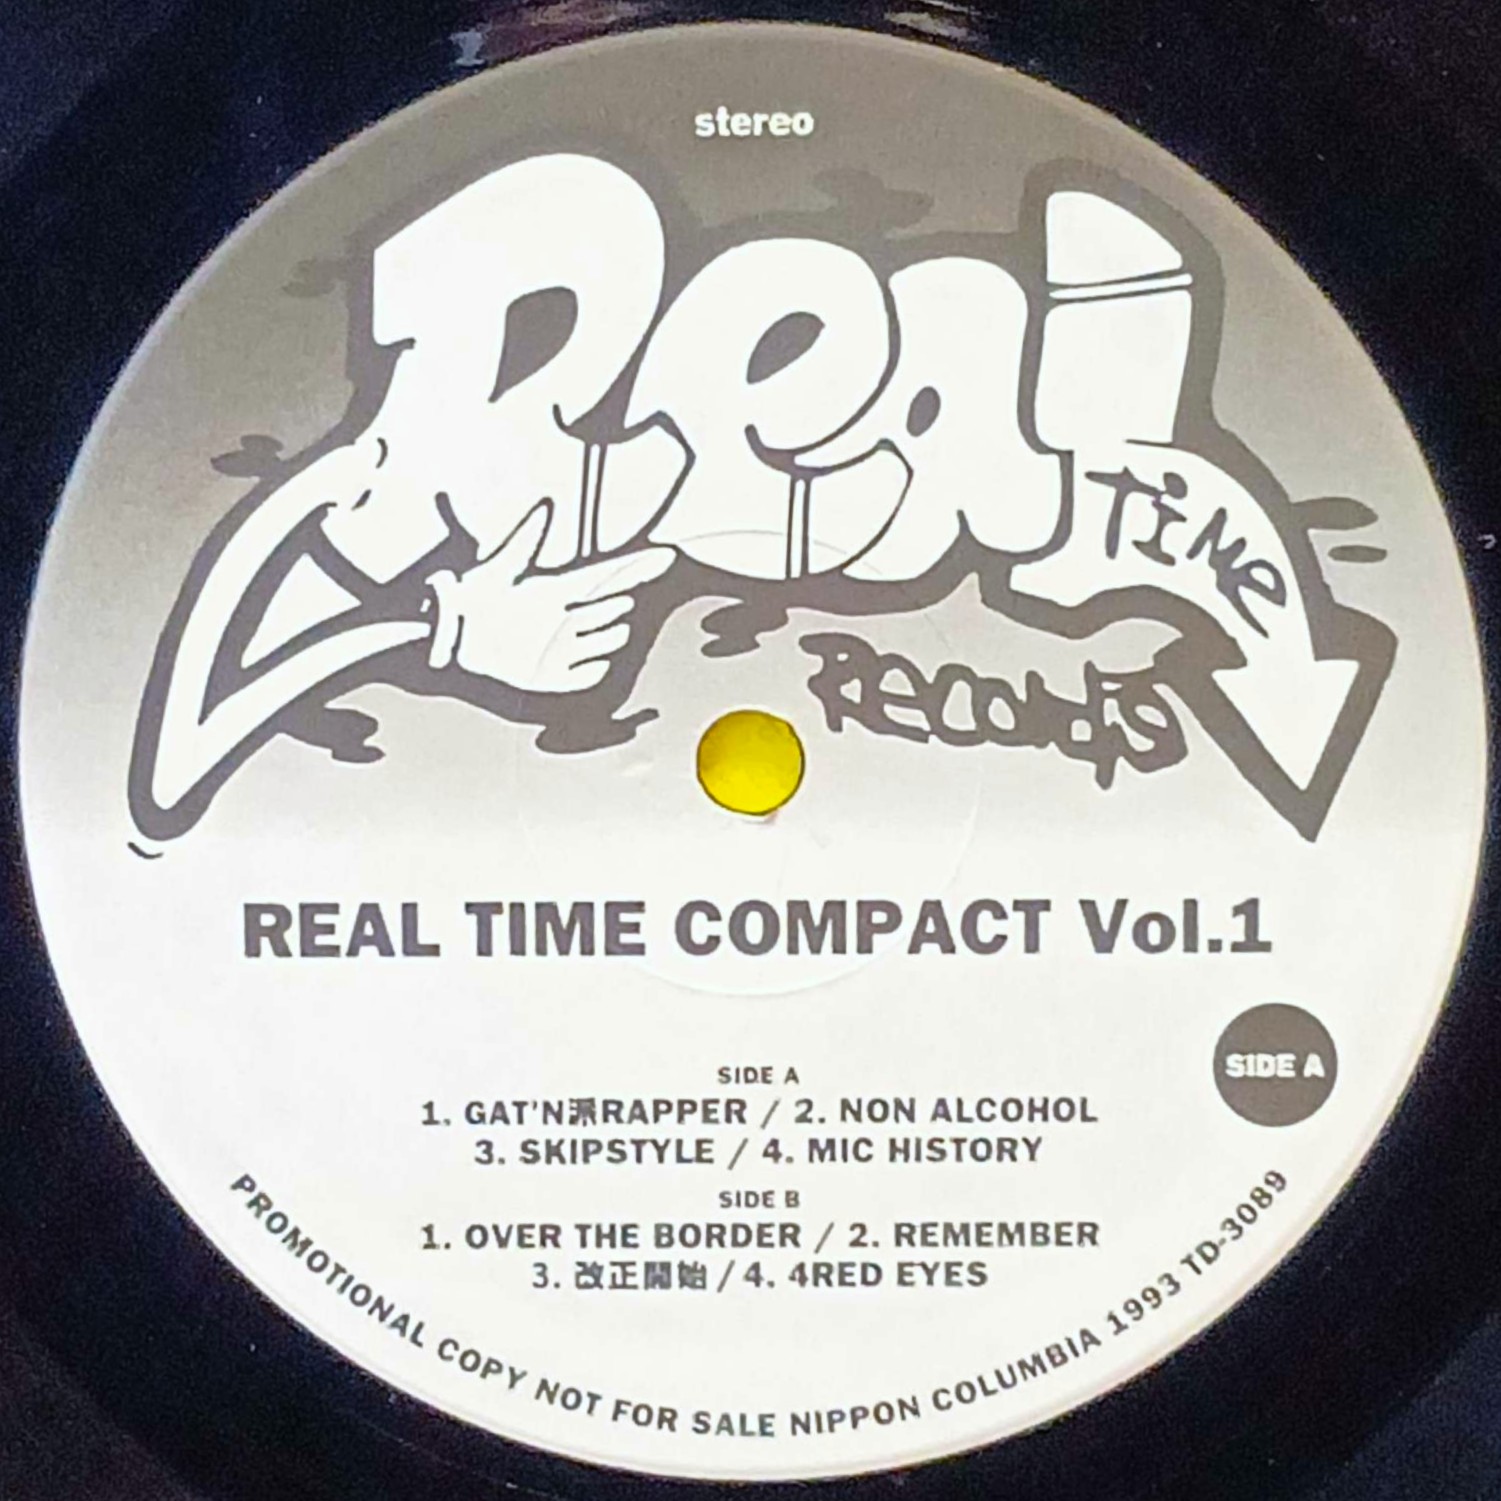 stereo
Real
TiMe
Records
REAL TIME COMPACT Vol.1
SIDE A
SIDE A
1. GAT'N派RAPPER / 2. NON ALCOHOL
3. SKIPSTYLE / 4. MIC HISTORY
SIDE B
1. OVER THE BORDER / 2. REMEMBER
3. 改正開始 / 4. 4RED EYES
PROMOTIONAL COPY NOT FOR SALE NIPPON COLUMBIA 1993 TD-3089